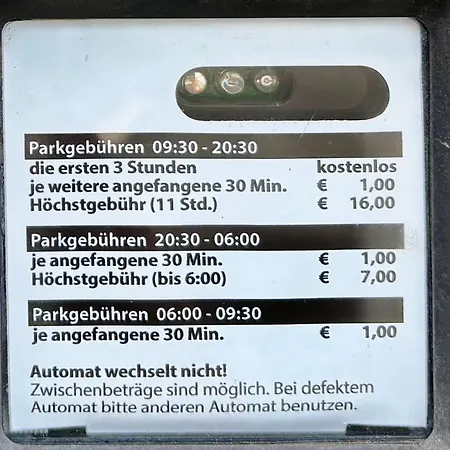 Parkgebühren 09:30 - 20:30
die ersten 3 Stunden kostenlos
je weitere angefangene 30 Min. € 1,00
Höchstgebühr (11 Std.) € 16,00
Parkgebühren 20:30 - 06:00
je angefangene 30 Min. € 1,00
Höchstgebühr (bis 6:00) € 7,00
Parkgebühren 06:00 - 09:30
je angefangene 30 Min. € 1,00
Automat wechselt nicht!
Zwischenbeträge sind möglich. Bei defektem
Automat bitte anderen Automat benutzen.